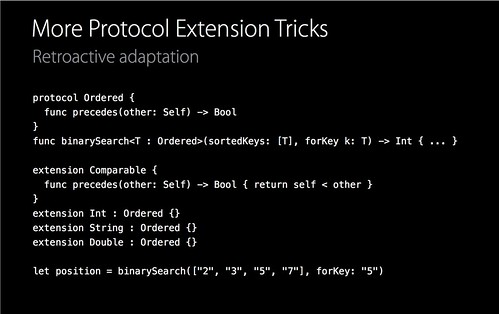 More Protocol Extension Tricks
Retroactive adaptation
protocol Ordered {
func precedes(other: Self) -> Bool
}
func binarySearch<T : Ordered>(sortedKeys: [T], forKey k: T) -> Int { ... }
extension Comparable {
func precedes(other: Self) -> Bool { return self < other }
}
extension Int : Ordered {}
extension String : Ordered {}
extension Double : Ordered {}
let position = binarySearch(["2", "3", "5", "7"], forKey: "5")